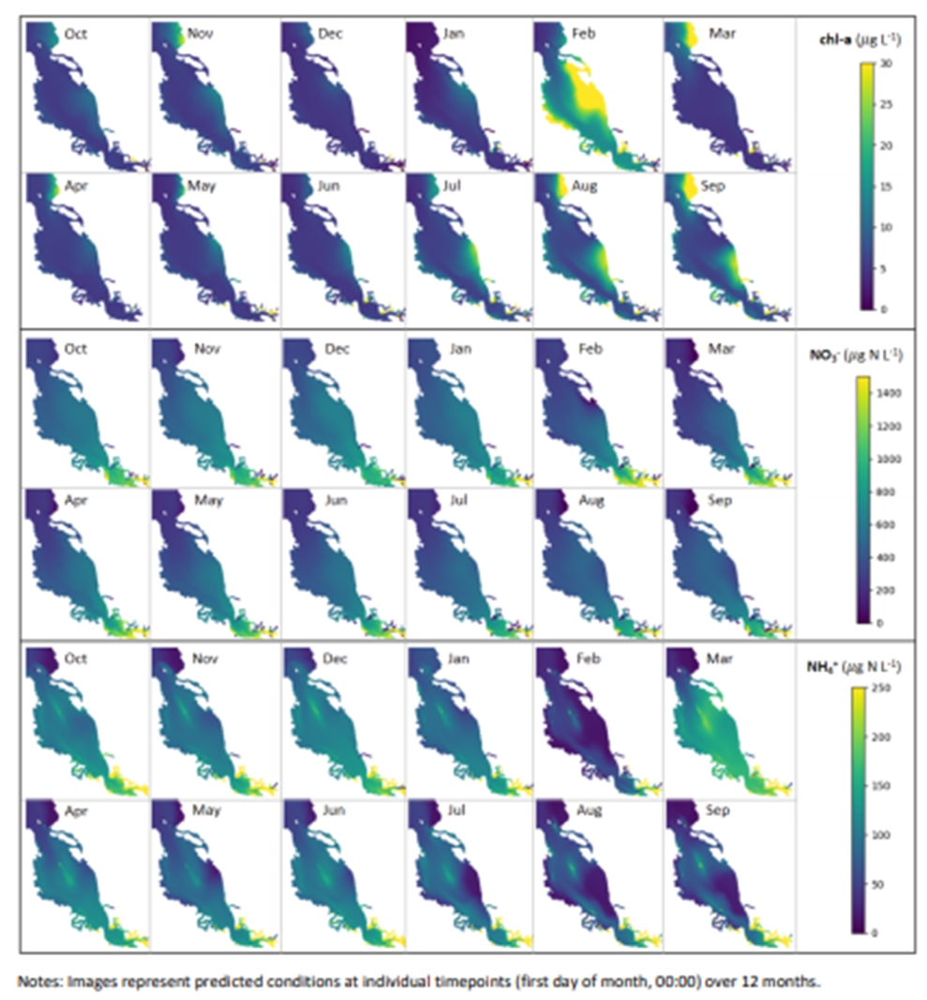 Oct Nov Dec Jan Feb Mar
chl-a (µg L-1)
30
25
20
15
10
5
0
Apr May Jun Jul Aug Sep
Oct Nov Dec Jan Feb Mar
NO3- (µg N L-1)
1400
1200
1000
800
600
400
200
0
Apr May Jun Jul Aug Sep
Oct Nov Dec Jan Feb Mar
NH4+ (µg N L-1)
250
200
150
100
50
0
Apr May Jun Jul Aug Sep
Notes: Images represent predicted conditions at individual timepoints (first day of month, 00:00) over 12 months.